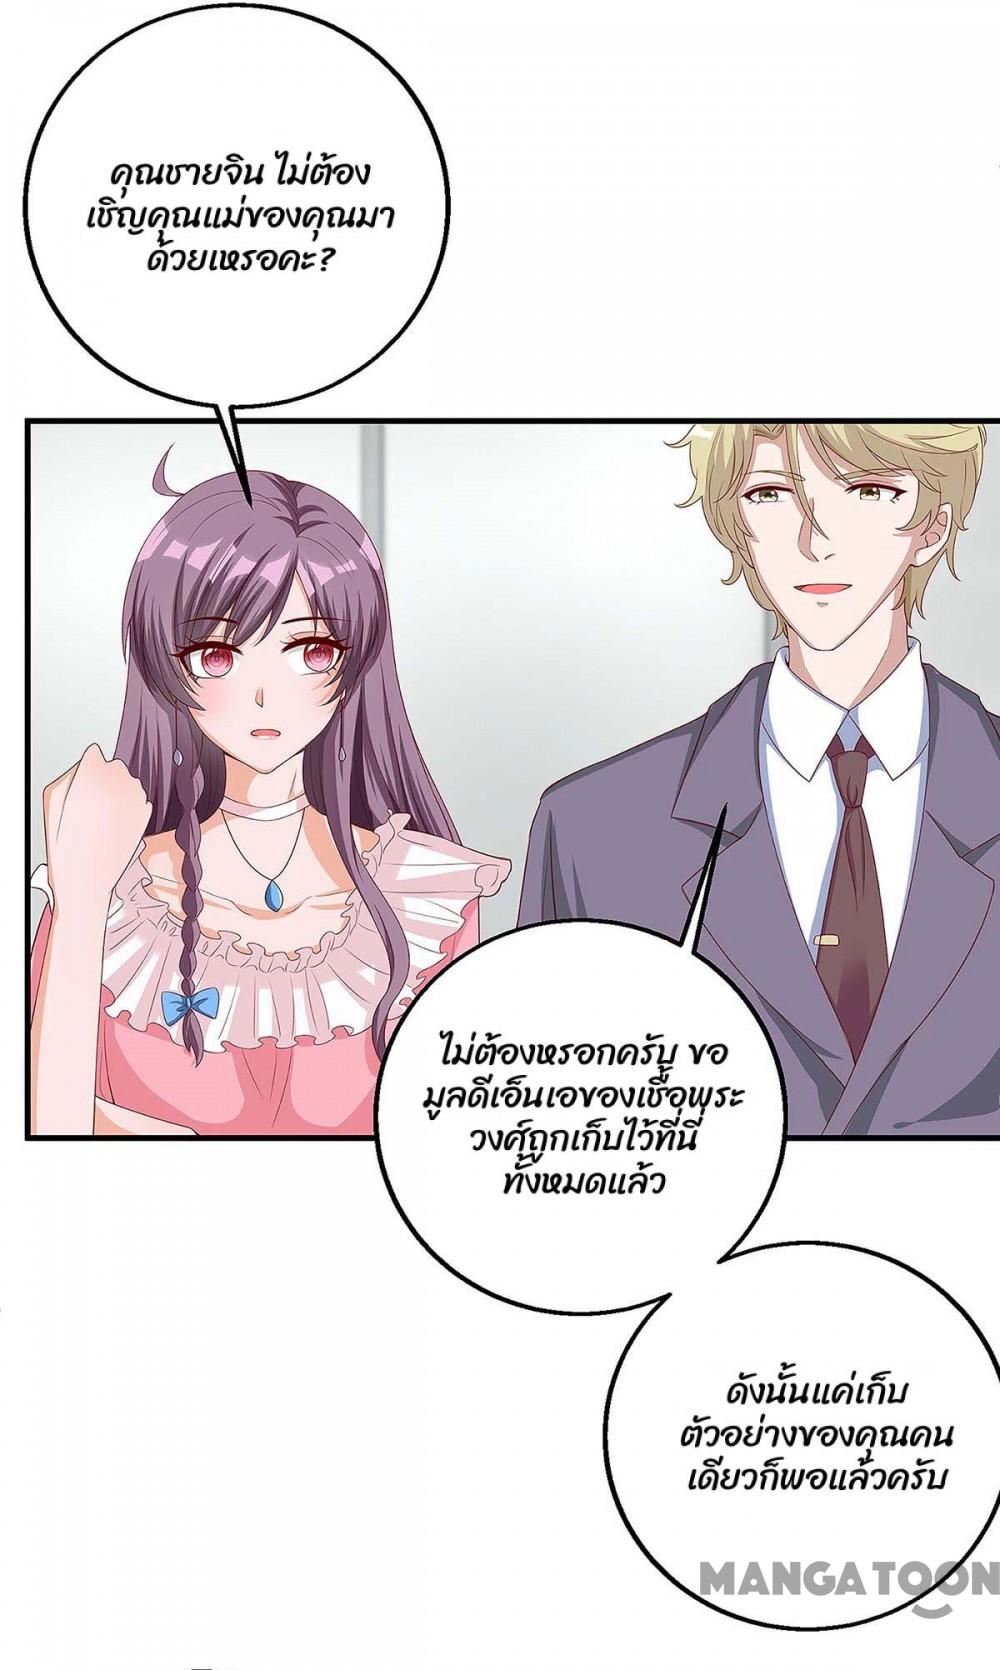 คุณชายจิน ไม่ต้อง
เชิญคุณแม่ของคุณมา
ด้วยเหรอคะ?
ไม่ต้องหรอกครับ ขอ
มูลดีเอ็นเอของเชื้อพระ
วงศ์ถูกเก็บไว้ที่นี่
ทั้งหมดแล้ว
ดังนั้นแค่เก็บ
ตัวอย่างของคุณคน
เดียวก็พอแล้วครับ
MANGATOON